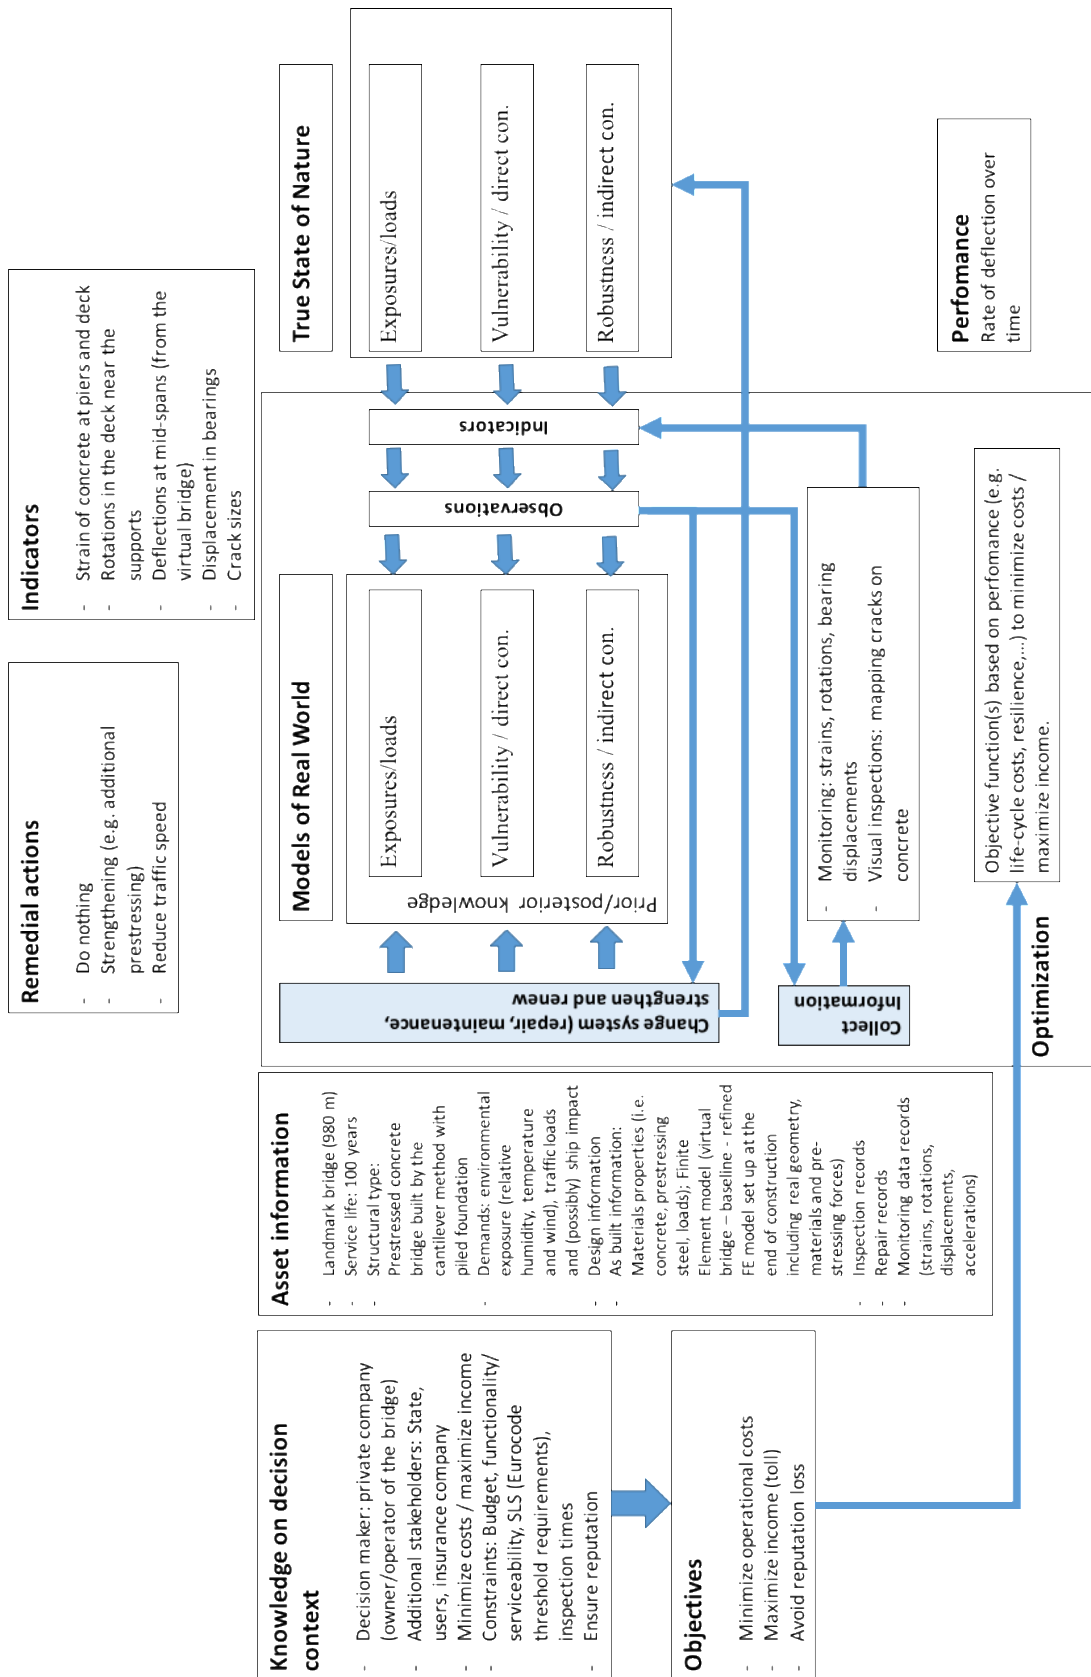 Knowledge on decision
context
- Decision maker: private company
(owner/operator of the bridge)
- Additional stakeholders: State,
users, insurance company
- Minimize costs / maximize income
- Constraints: Budget, functionality/
serviceability, SLS (Eurocode
threshold requirements),
inspection times
- Ensure reputation
Objectives
- Minimize operational costs
- Maximize income (toll)
- Avoid reputation loss
Asset information
- Landmark bridge (980 m)
- Service life: 100 years
- Structural type:
Prestressed concrete
bridge built by the
cantilever method with
piled foundation
- Demands: environmental
exposure (relative
humidity, temperature
and wind), traffic loads
and (possibly) ship impact
- Design information
- As built information:
Materials properties (i.e.
concrete, prestressing
steel, loads); Finite
Element model (virtual
bridge – baseline - refined
FE model set up at the
end of construction
including real geometry,
materials and pre-
stressing forces)
- Inspection records
- Repair records
- Monitoring data records
(strains, rotations,
displacements,
accelerations)
Remedial actions
- Do nothing
- Strengthening (e.g. additional
prestressing)
- Reduce traffic speed
Indicators
- Strain of concrete at piers and deck
- Rotations in the deck near the
supports
- Deflections at mid-spans (from the
virtual bridge)
- Displacement in bearings
- Crack sizes
Change system (repair, maintenance,
strengthen and renew
Collect
Information
Models of Real World
Prior/posterior knowledge
Exposures/loads
Vulnerability / direct con.
Robustness / indirect con.
Observations
Indicators
True State of Nature
Exposures/loads
Vulnerability / direct con.
Robustness / indirect con.
- Monitoring: strains, rotations, bearing
displacements
- Visual inspections: mapping cracks on
concrete
Optimization
Objective function(s) based on perfomance (e.g.
life-cycle costs, resilience,...) to minimize costs /
maximize income.
Perfomance
Rate of deflection over
time